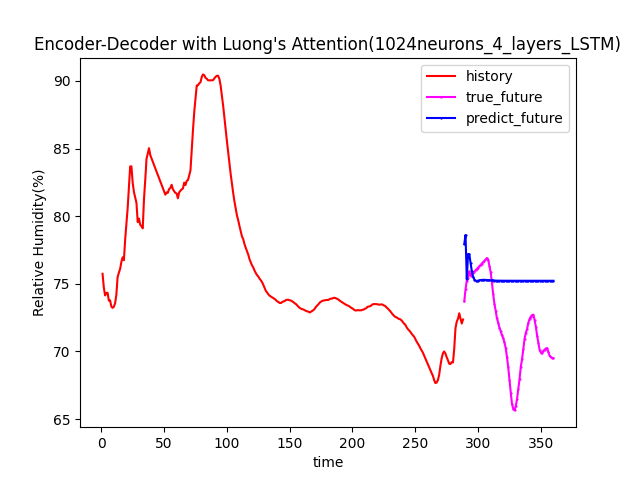 Encoder-Decoder with Luong's Attention(1024neurons_4_layers_LSTM)
history
true_future
predict_future
Relative Humidity(%)
90
85
80
75
70
65
0 50 100 150 200 250 300 350
time